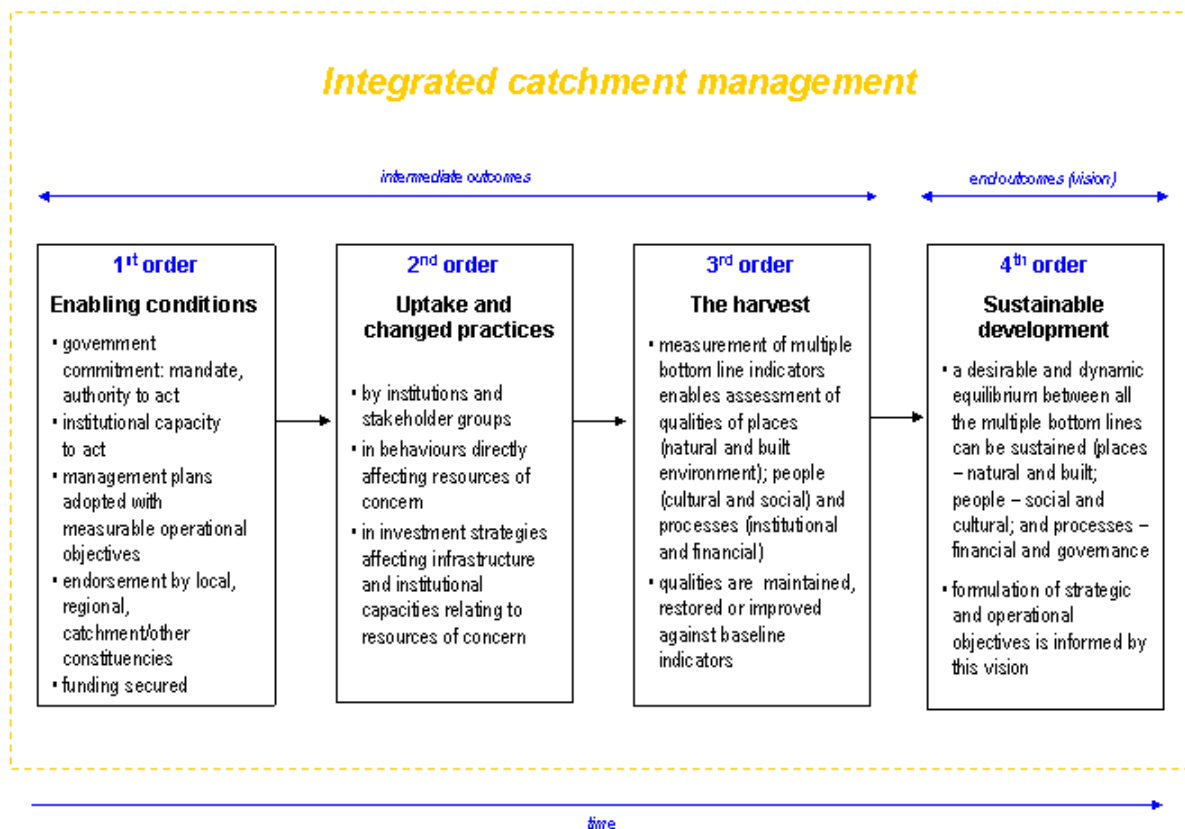 Integrated catchment management
intermediate outcomes
end outcomes (vision)
1st order
Enabling conditions
• government
commitment: mandate,
authority to act
• institutional capacity
to act
• management plans
adopted with
measurable operational
objectives
• endorsement by local,
regional,
catchment/other
constituencies
• funding secured
2nd order
Uptake and
changed practices
• by institutions and
stakeholder groups
• in behaviours directly
affecting resources of
concern
• in investment strategies
affecting infrastructure
and institutional
capacities relating to
resources of concern
3rd order
The harvest
• measurement of multiple
bottom line indicators
enables assessment of
qualities of places
(natural and built
environment); people
(cultural and social) and
processes (institutional
and financial)
• qualities are maintained,
restored or improved
against baseline
indicators
4th order
Sustainable
development
• a desirable and dynamic
equilibrium between all
the multiple bottom lines
can be sustained (places
– natural and built;
people – social and
cultural; and processes –
financial and governance
• formulation of strategic
and operational
objectives is informed by
this vision
time